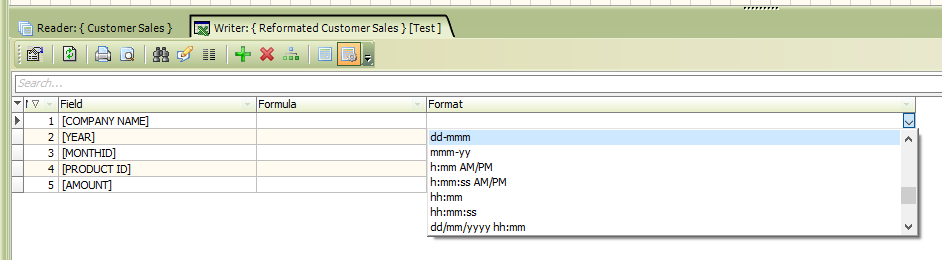 Reader: { Customer Sales }
Writer: { Reformated Customer Sales } [Test ]
Search...
Field Formula Format
1 [COMPANY NAME]
2 [YEAR]
3 [MONTHID]
4 [PRODUCT ID]
5 [AMOUNT]
dd-mmm
mmm-yy
h:mm AM/PM
h:mm:ss AM/PM
hh:mm
hh:mm:ss
dd/mm/yyyy hh:mm